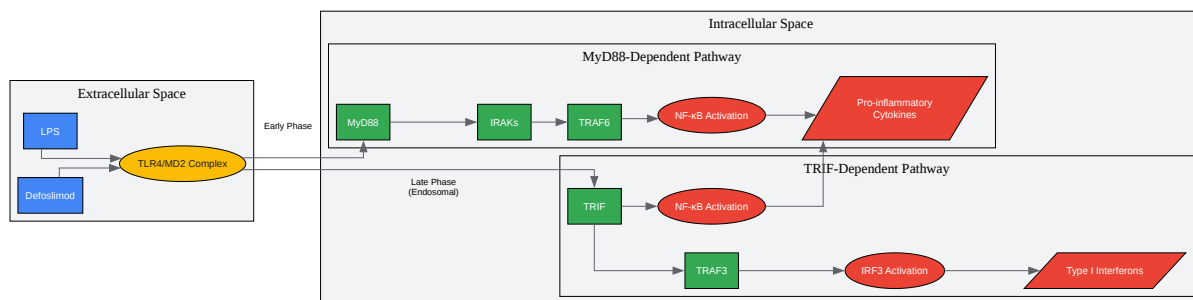 Intracellular Space
MyD88-Dependent Pathway
Extracellular Space
LPS
Defoslimod
TLR4/MD2 Complex
Early Phase
Late Phase
(Endosomal)
MyD88
IRAKs
TRAF6
NF-κB Activation
Pro-inflammatory
Cytokines
TRIF-Dependent Pathway
TRIF
NF-κB Activation
TRAF3
IRF3 Activation
Type I Interferons